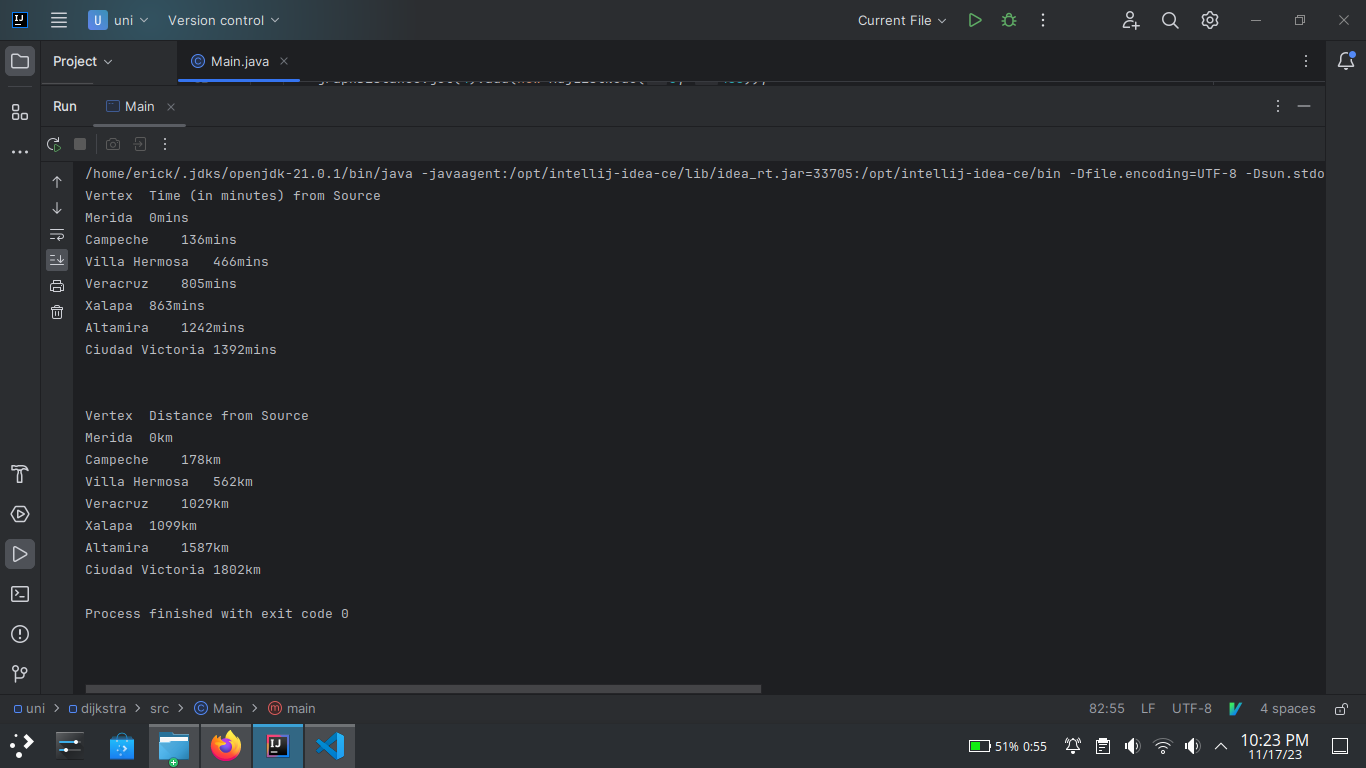 U uni Version control Current File
Project Main.java
Run Main
/home/erick/.jdks/openjdk-21.0.1/bin/java -javaagent:/opt/intellij-idea-ce/lib/idea_rt.jar=33705:/opt/intellij-idea-ce/bin -Dfile.encoding=UTF-8 -Dsun.stdo
Vertex Time (in minutes) from Source
Merida 0mins
Campeche 136mins
Villa Hermosa 466mins
Veracruz 805mins
Xalapa 863mins
Altamira 1242mins
Ciudad Victoria 1392mins
Vertex Distance from Source
Merida 0km
Campeche 178km
Villa Hermosa 562km
Veracruz 1029km
Xalapa 1099km
Altamira 1587km
Ciudad Victoria 1802km
Process finished with exit code 0
uni > dijkstra > src > Main > main 82:55 LF UTF-8 4 spaces
51% 0:55 10:23 PM
11/17/23